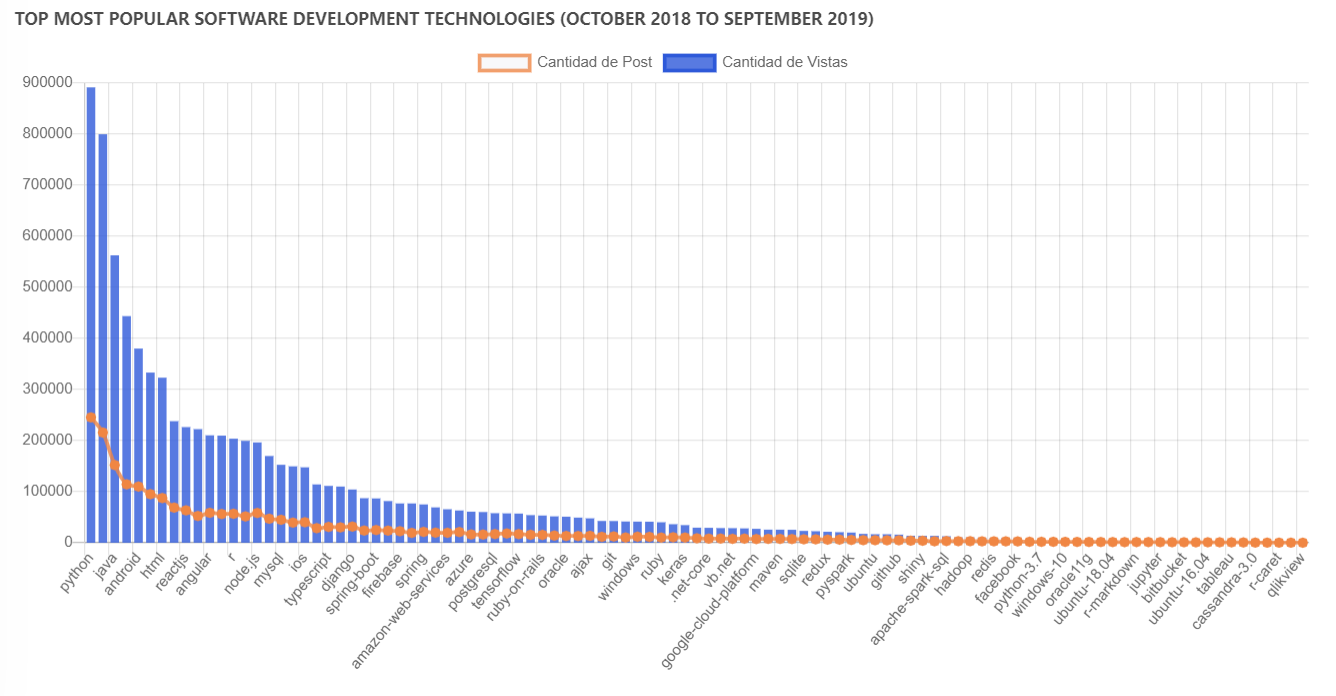 TOP MOST POPULAR SOFTWARE DEVELOPMENT TECHNOLOGIES (OCTOBER 2018 TO SEPTEMBER 2019)
Cantidad de Post
Cantidad de Vistas
900000
800000
700000
600000
500000
400000
300000
200000
100000
0
python
java
android
html
reactjs
angular
r
node.js
mysql
ios
typescript
django
spring-boot
firebase
spring
amazon-web-services
azure
postgresql
tensorflow
ruby-on-rails
oracle
ajax
git
windows
ruby
keras
.net-core
vb.net
google-cloud-platform
maven
sqlite
redux
pyspark
ubuntu
github
shiny
apache-spark-sql
hadoop
redis
facebook
python-3.7
windows-10
oracle11g
ubuntu-18.04
r-markdown
jupyter
bitbucket
ubuntu-16.04
tableau
cassandra-3.0
r-caret
qlikview